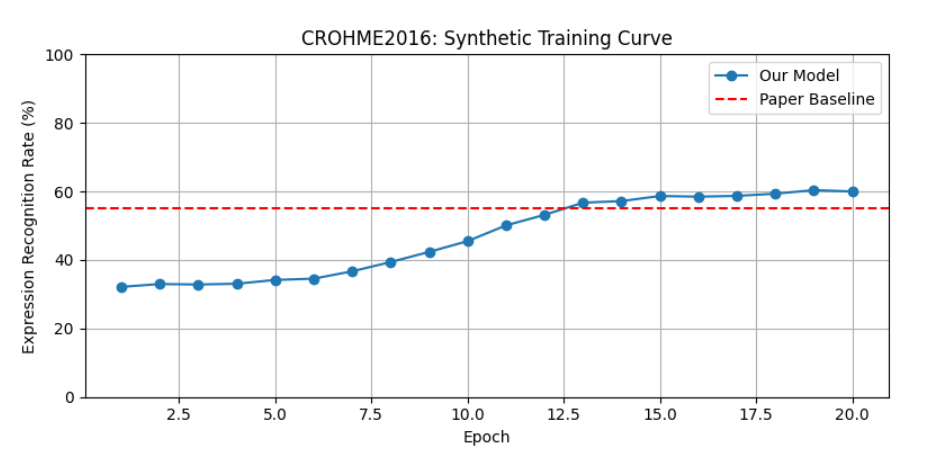 CROHME2016: Synthetic Training Curve
Our Model
Paper Baseline
Expression Recognition Rate (%)
100
80
60
40
20
0
2.5 5.0 7.5 10.0 12.5 15.0 17.5 20.0
Epoch